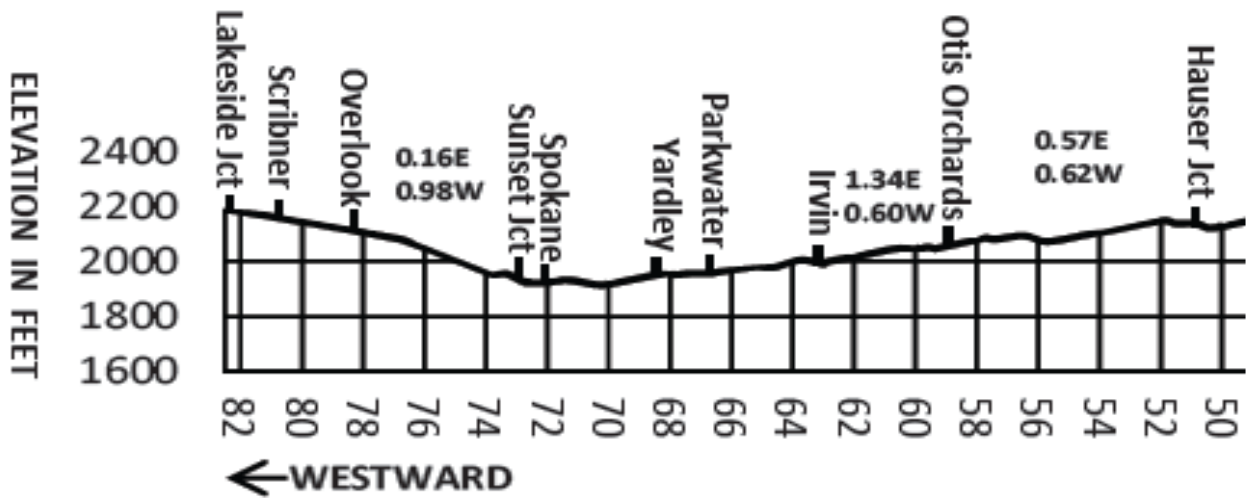 ELEVATION IN FEET
2400
2200
2000
1800
1600
Lakeside Jct
Scribner
Overlook
0.16E
0.98W
Sunset Jct
Spokane
Yardley
Parkwater
Irvin
1.34E
0.60W
Otis Orchards
0.57E
0.62W
Hauser Jct
82 80 78 76 74 72 70 68 66 64 62 60 58 56 54 52 50
WESTWARD